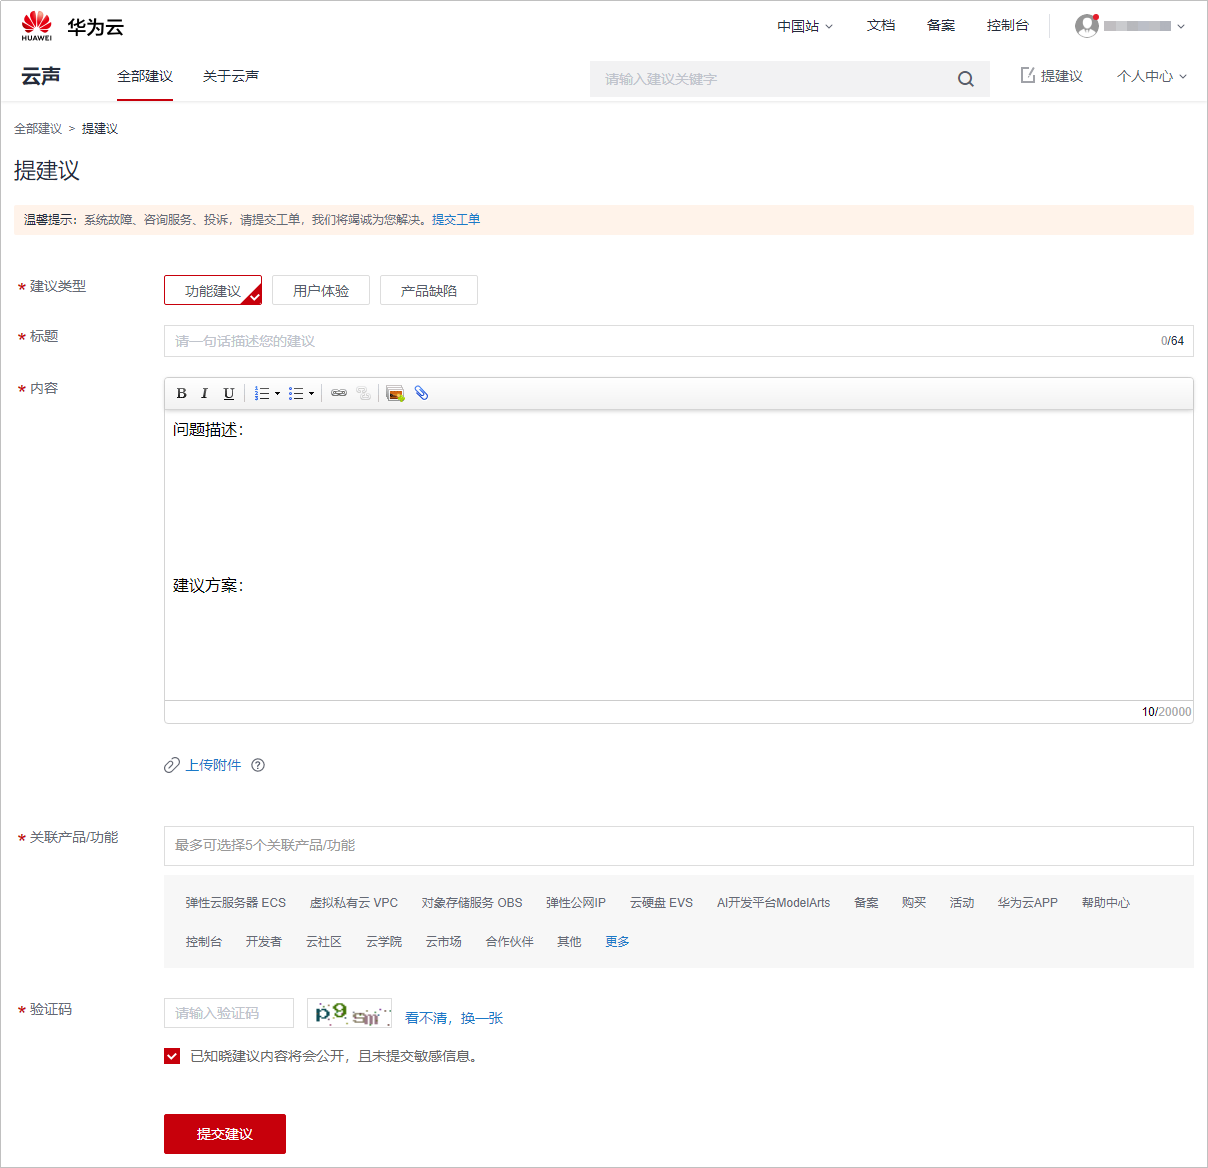 HUAWEI 华为云 中国站 文档 备案 控制台
云声 全部建议 关于云声 请输入建议关键字 提建议 个人中心
全部建议 > 提建议
提建议
温馨提示：系统故障、咨询服务、投诉，请提交工单，我们将竭诚为您解决。提交工单
* 建议类型 功能建议 用户体验 产品缺陷
* 标题 请一句话描述您的建议 0/64
* 内容 B I U
问题描述：
建议方案：
10/20000
上传附件
* 关联产品/功能 最多可选择5个关联产品/功能
弹性云服务器 ECS 虚拟私有云 VPC 对象存储服务 OBS 弹性公网IP 云硬盘 EVS AI开发平台ModelArts 备案 购买 活动 华为云APP 帮助中心
控制台 开发者 云社区 云学院 云市场 合作伙伴 其他 更多
* 验证码 请输入验证码 看不清，换一张
已知晓建议内容将会公开，且未提交敏感信息。
提交建议